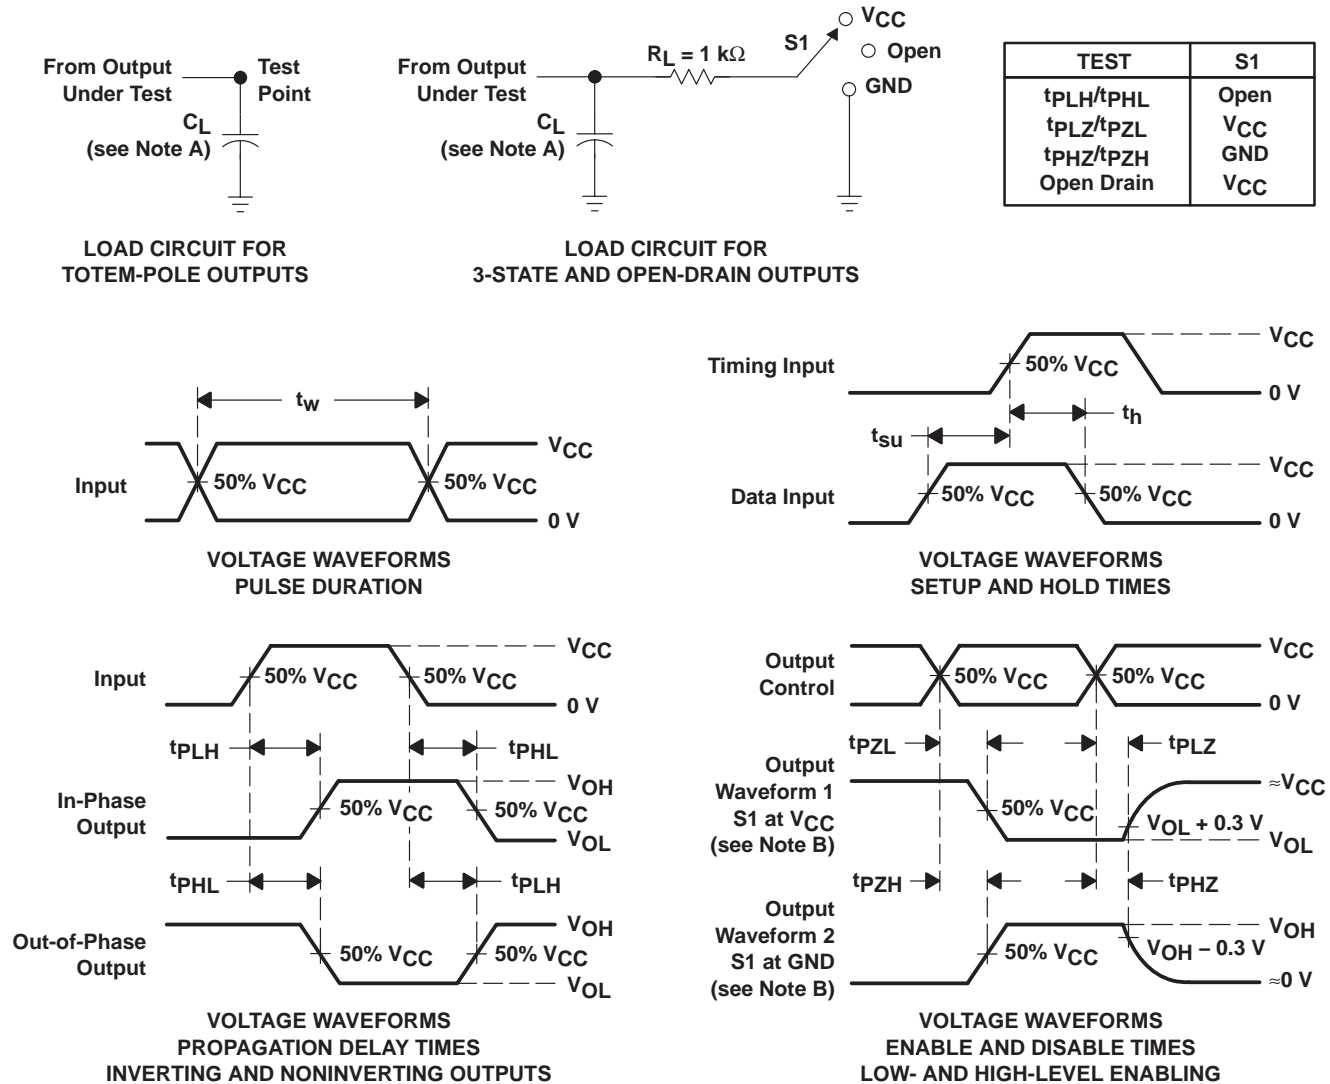 From Output
Under Test
Test
Point
CL
(see Note A)
LOAD CIRCUIT FOR
TOTEM-POLE OUTPUTS
From Output
Under Test
RL = 1 kΩ
S1
VCC
Open
GND
CL
(see Note A)
LOAD CIRCUIT FOR
3-STATE AND OPEN-DRAIN OUTPUTS
TEST S1
tPLH/tPHL Open
tPLZ/tPZL VCC
tPHZ/tPZH GND
Open Drain VCC
tw
Input
50% VCC
50% VCC
VCC
0 V
VOLTAGE WAVEFORMS
PULSE DURATION
Timing Input
50% VCC
VCC
0 V
tsu
th
Data Input
50% VCC
50% VCC
VCC
0 V
VOLTAGE WAVEFORMS
SETUP AND HOLD TIMES
Input
50% VCC
50% VCC
VCC
0 V
tPLH
tPHL
In-Phase
Output
50% VCC
50% VCC
VOH
VOL
tPHL
tPLH
Out-of-Phase
Output
50% VCC
50% VCC
VOH
VOL
VOLTAGE WAVEFORMS
PROPAGATION DELAY TIMES
INVERTING AND NONINVERTING OUTPUTS
Output
Control
50% VCC
50% VCC
VCC
0 V
tPZL
tPLZ
Output
Waveform 1
S1 at VCC
(see Note B)
50% VCC
≈VCC
VOL + 0.3 V
VOL
tPZH
tPHZ
Output
Waveform 2
S1 at GND
(see Note B)
50% VCC
VOH
VOH − 0.3 V
≈0 V
VOLTAGE WAVEFORMS
ENABLE AND DISABLE TIMES
LOW- AND HIGH-LEVEL ENABLING